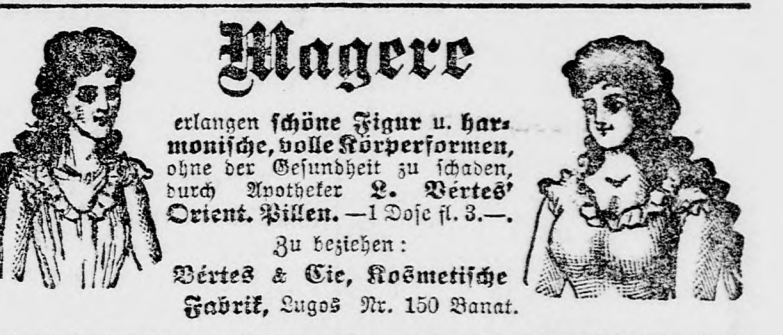 Magere
erlangen schöne Figur u. har-
monische, volle Körperformen,
ohne der Gesundheit zu schaden,
durch Apotheker L. Vértes'
Orient. Pillen. — 1 Dose fl. 3.—.
Zu beziehen:
Vértes & Cie, Kosmetische
Fabrik, Lugos Nr. 150 Banat.